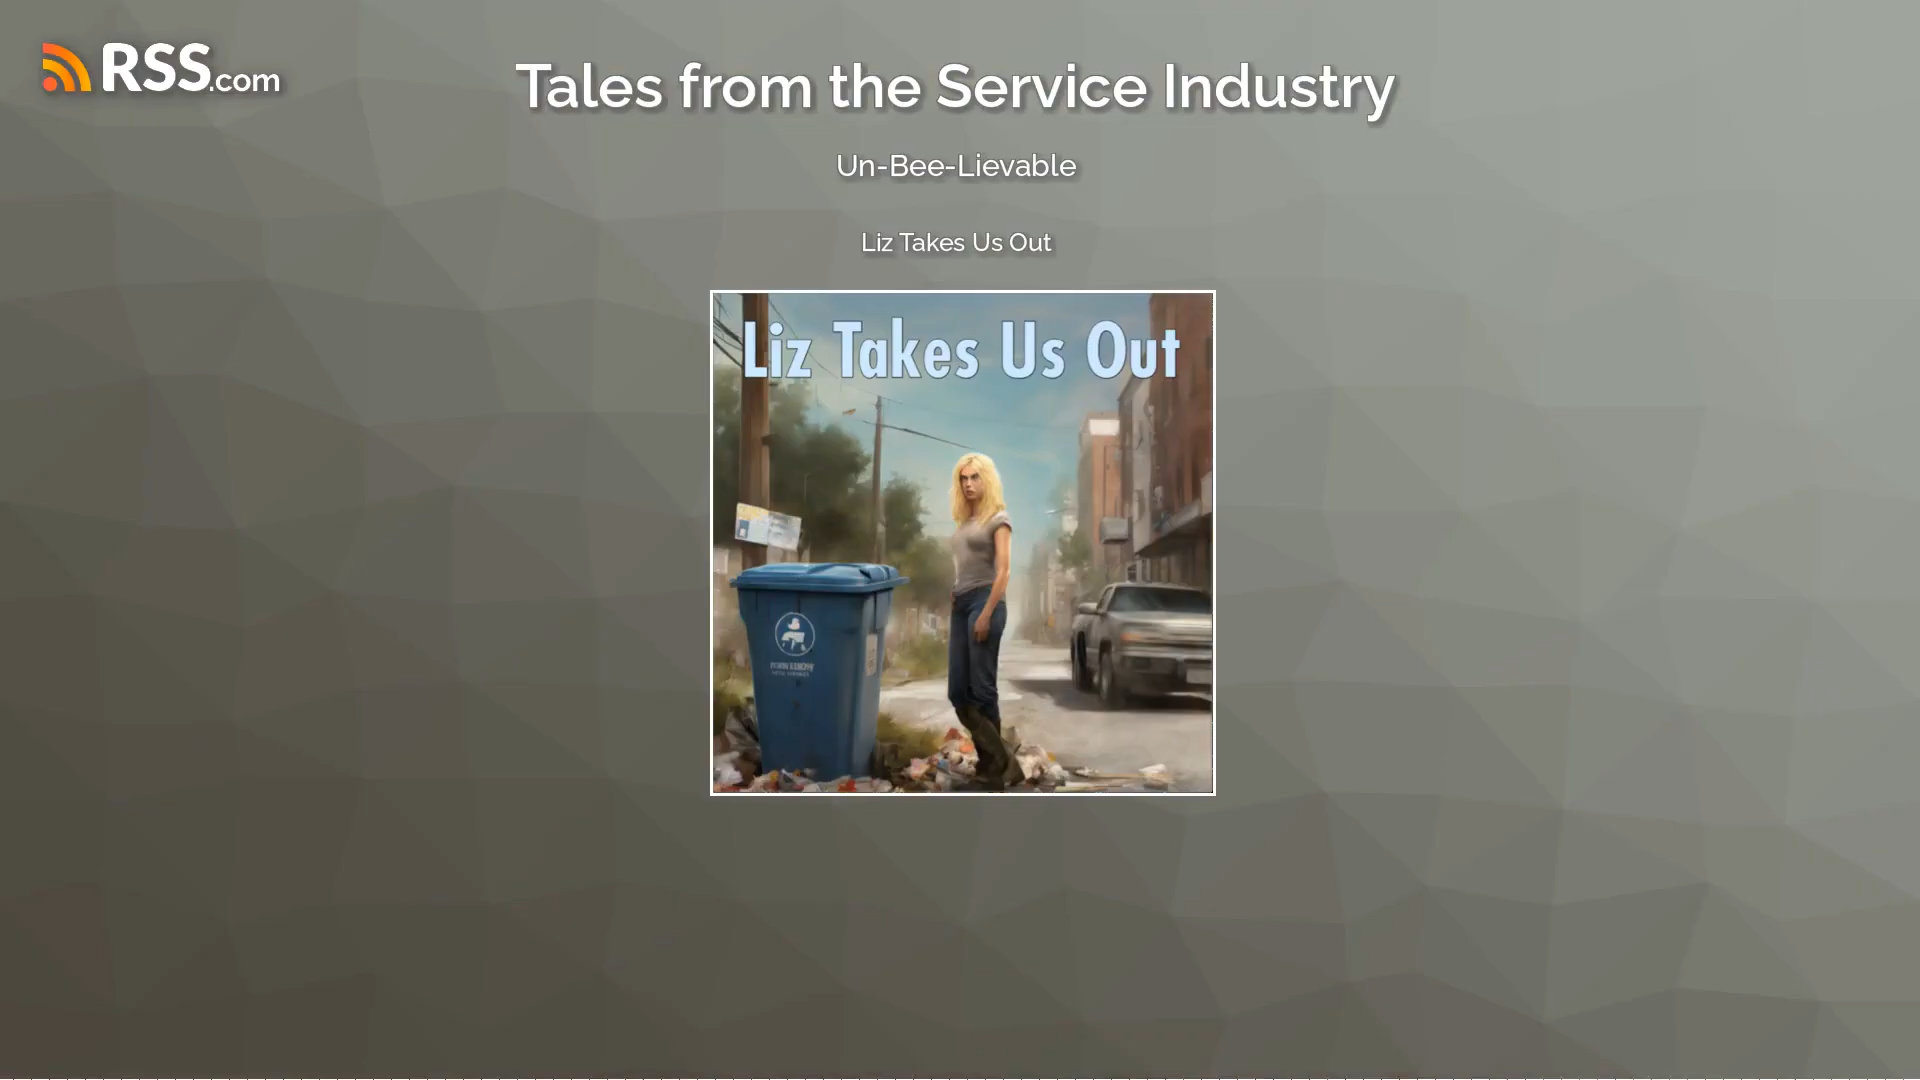 RSS.com
Tales from the Service Industry
Un-Bee-Lievable
Liz Takes Us Out
Liz Takes Us Out